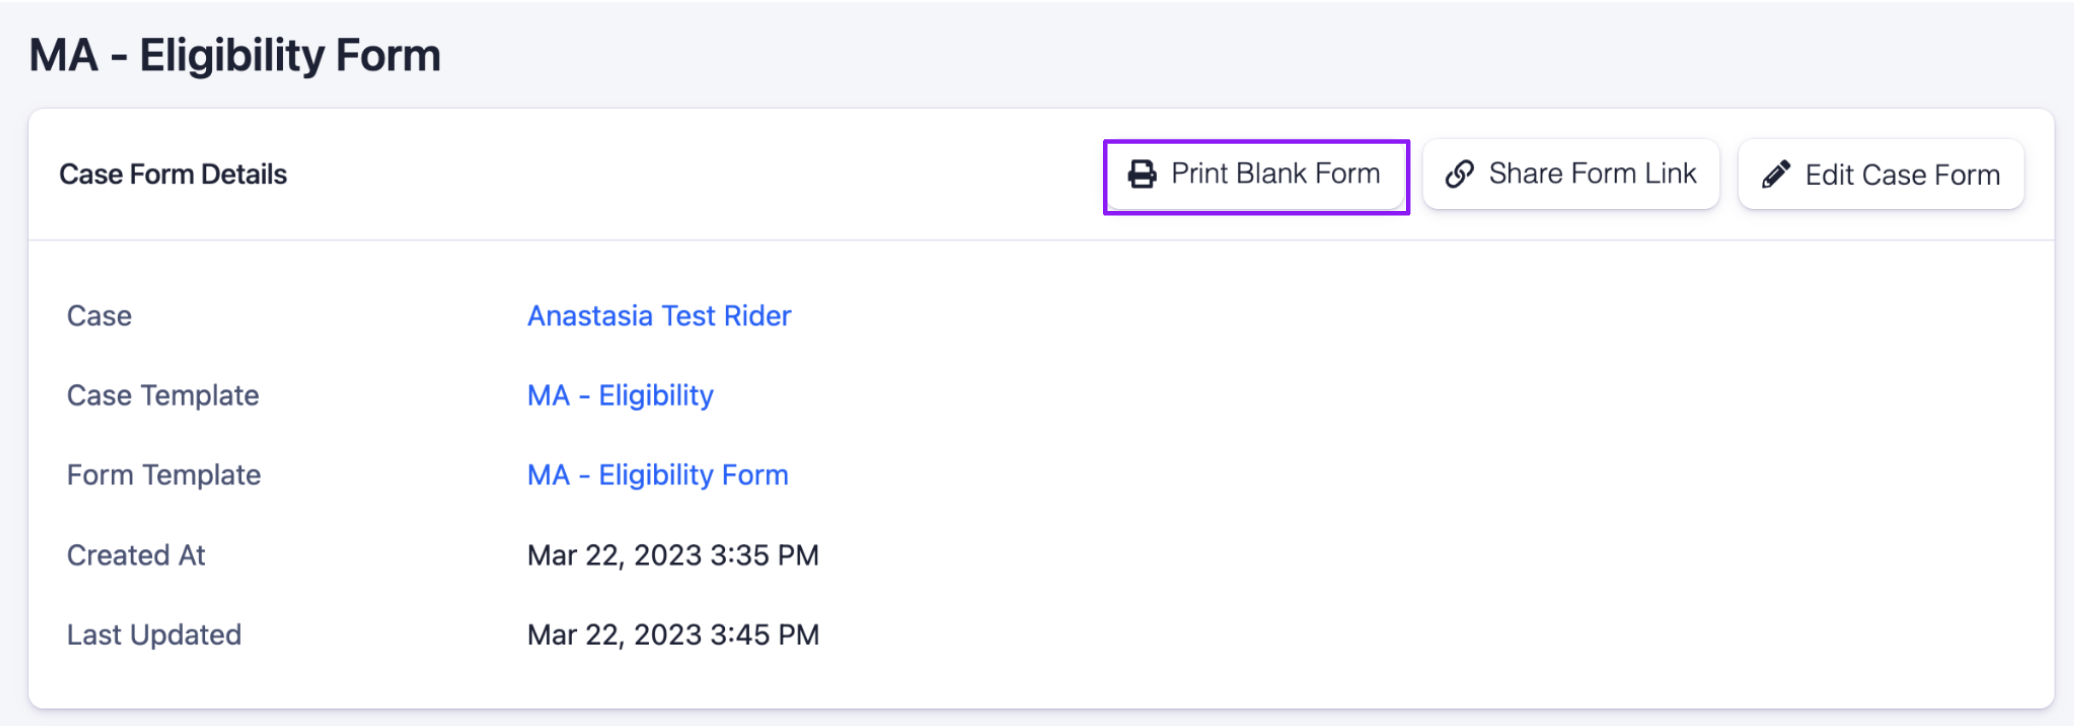 MA - Eligibility Form
Case Form Details
Print Blank Form
Share Form Link
Edit Case Form
Case
Anastasia Test Rider
Case Template
MA - Eligibility
Form Template
MA - Eligibility Form
Created At
Mar 22, 2023 3:35 PM
Last Updated
Mar 22, 2023 3:45 PM